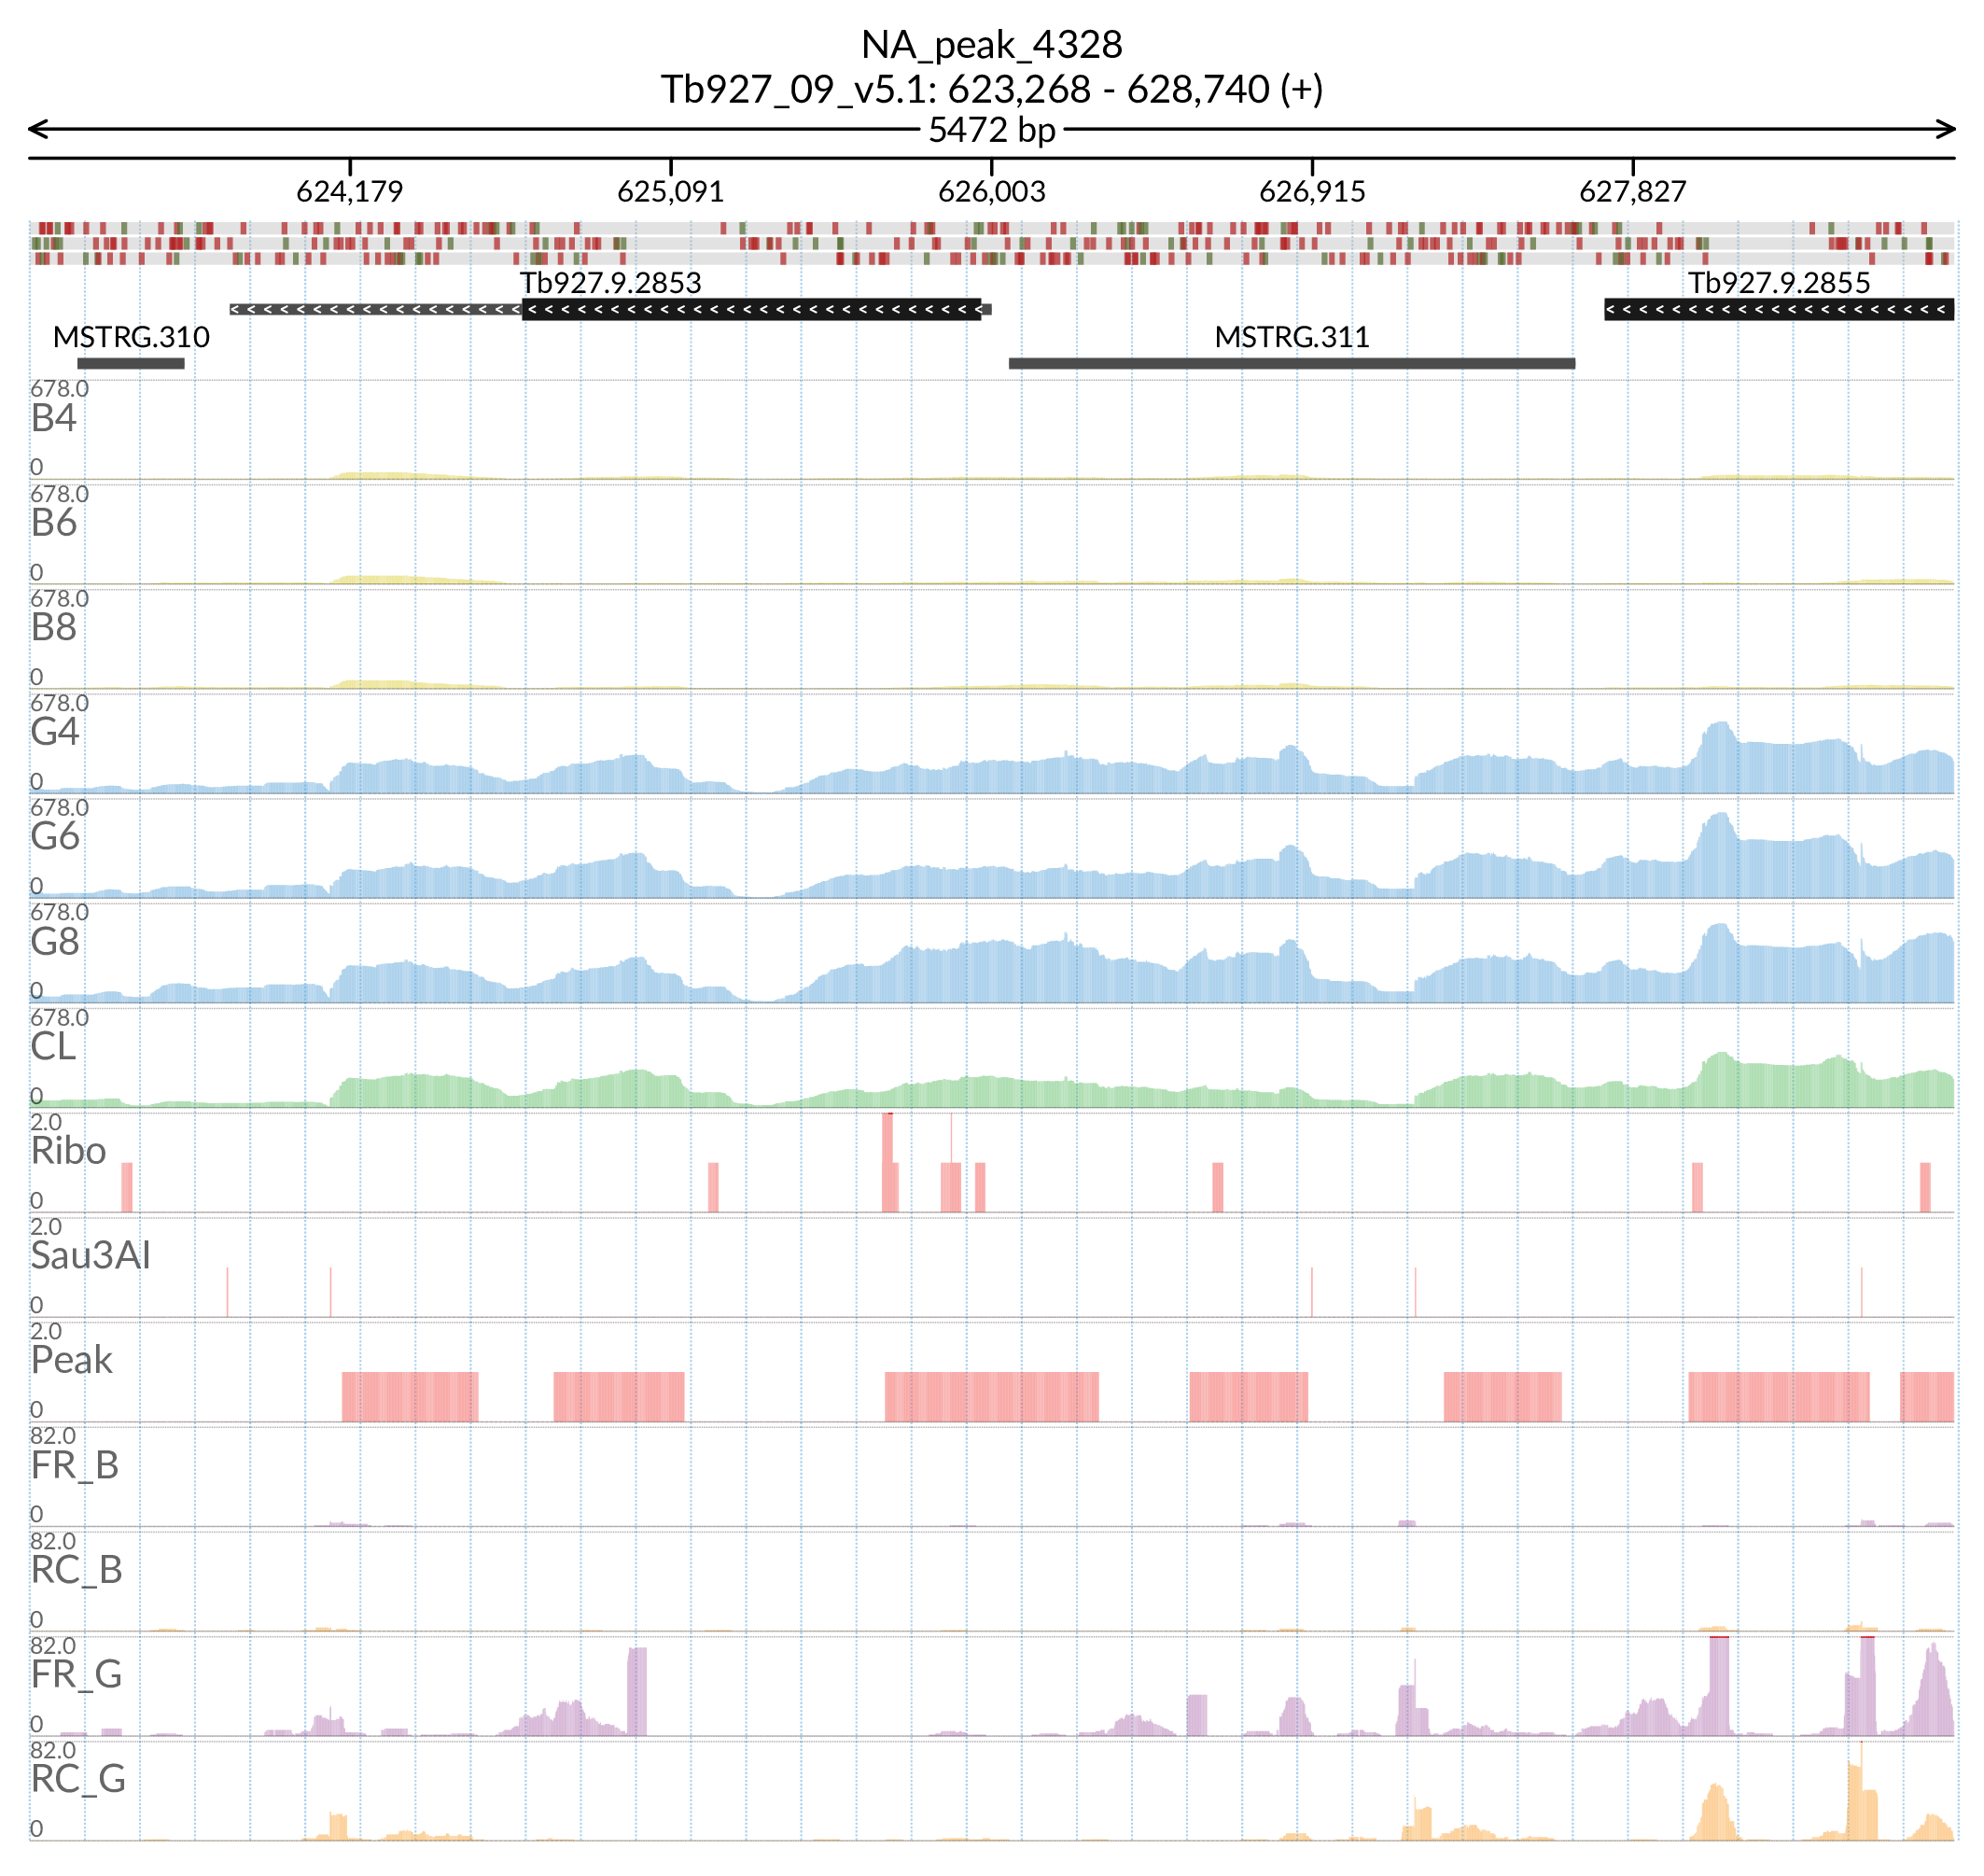 NA_peak_4328
Tb927_09_v5.1: 623,268 - 628,740 (+)
5472 bp
624,179 625,091 626,003 626,915 627,827
Tb927.9.2853 Tb927.9.2855
MSTRG.310 MSTRG.311
678.0
B4
0
678.0
B6
0
678.0
B8
0
678.0
G4
0
678.0
G6
0
678.0
G8
0
678.0
CL
0
2.0
Ribo
0
2.0
Sau3AI
0
2.0
Peak
0
82.0
FR_B
0
82.0
RC_B
0
82.0
FR_G
0
82.0
RC_G
0